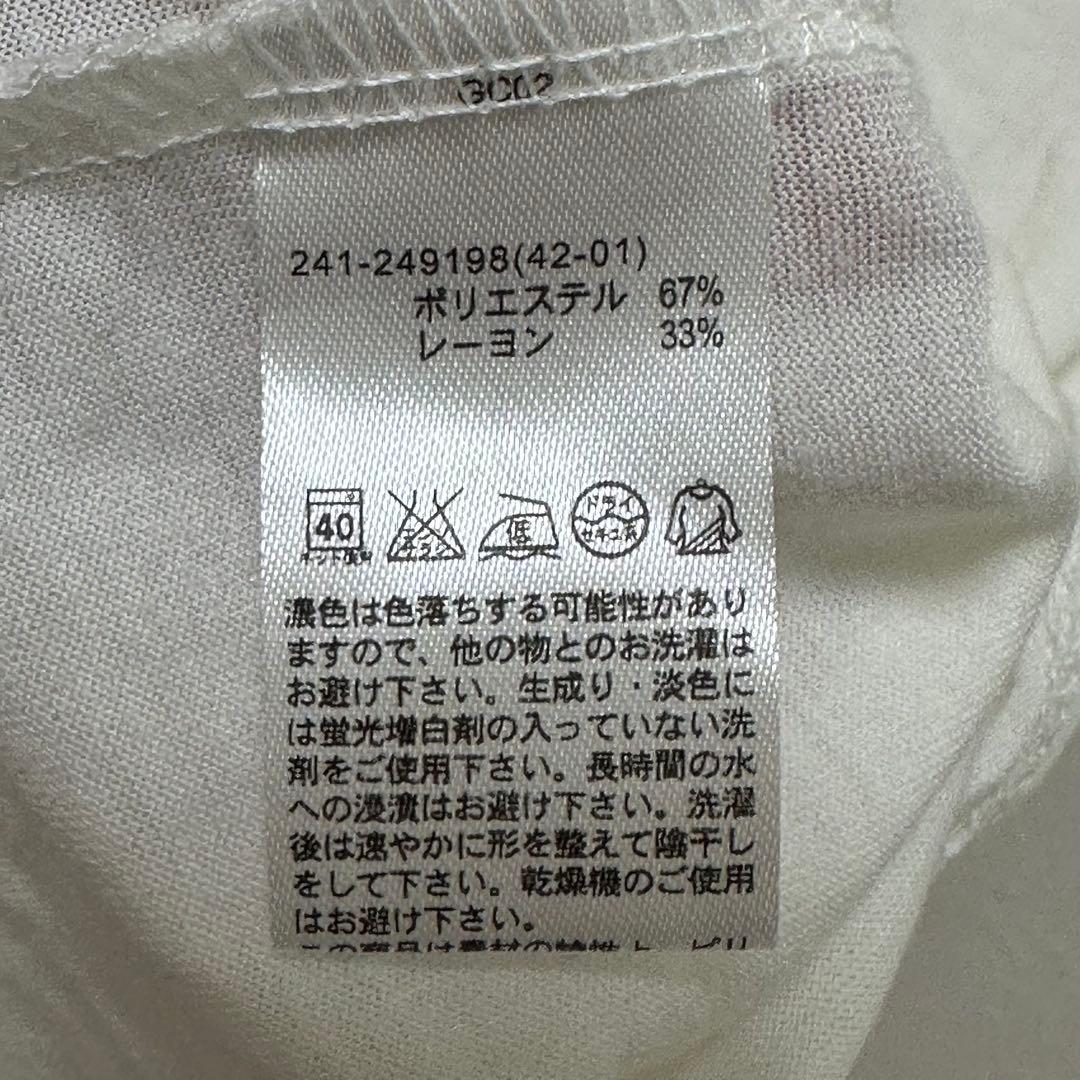 241-249198(42-01)
ポリエステル 67%
レーヨン 33%
40
低
ドライ
セキユ系
濃色は色落ちする可能性があり
ますので、他の物とのお洗濯は
お避け下さい。生成り・淡色に
は蛍光増白剤の入っていない洗
剤をご使用下さい。長時間の水
への浸漬はお避け下さい。洗濯
後は速やかに形を整えて陰干し
をして下さい。乾燥機のご使用
はお避け下さい。